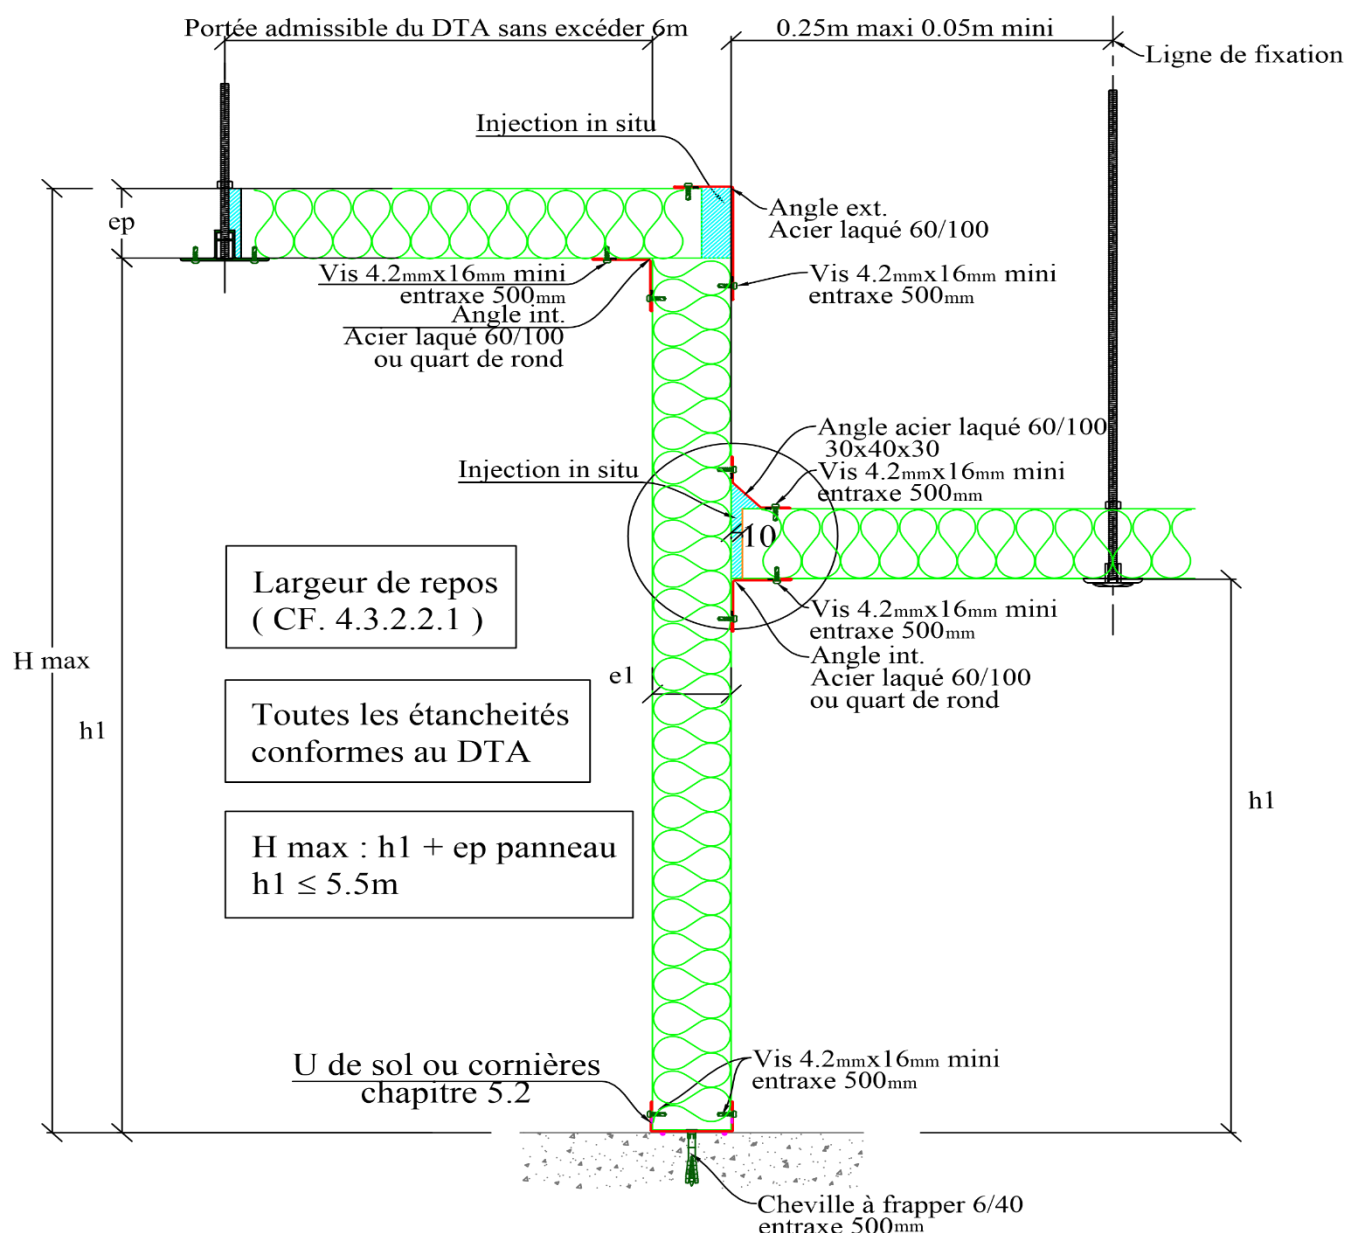 Portée admissible du DTA sans excéder 6m
0.25m maxi 0.05m mini
Ligne de fixation
Injection in situ
ep
Angle ext.
Acier laqué 60/100
Vis 4.2mmx16mm mini
entraxe 500mm
Vis 4.2mmx16mm mini
entraxe 500mm
Angle int.
Acier laqué 60/100
ou quart de rond
Angle acier laqué 60/100
30x40x30
Injection in situ
Vis 4.2mmx16mm mini
entraxe 500mm
10
Largeur de repos
( CF. 4.3.2.2.1 )
Vis 4.2mmx16mm mini
entraxe 500mm
Angle int.
Acier laqué 60/100
ou quart de rond
H max
e1
h1
Toutes les étancheités
conformes au DTA
h1
H max : h1 + ep panneau
h1 ≤ 5.5m
U de sol ou cornières
chapitre 5.2
Vis 4.2mmx16mm mini
entraxe 500mm
Cheville à frapper 6/40
entraxe 500mm